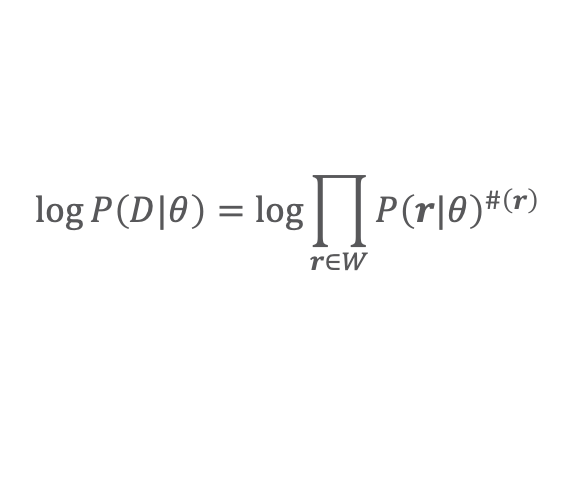 log P(D|θ) = log ∏ P(r|θ)^#(r)
r∈W